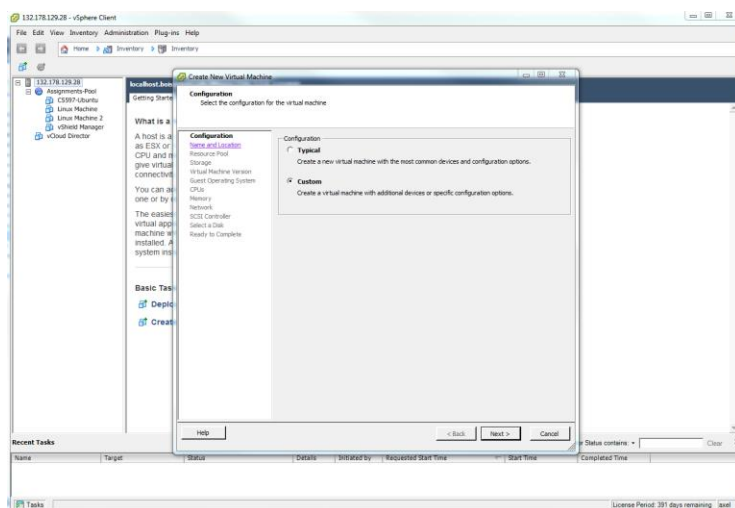 132.178.129.28 - vSphere Client
File Edit View Inventory Administration Plug-ins Help
Home Inventory Inventory
132.178.129.28
Assignments-Pool
CS597-Ubuntu
Linux Machine
Linux Machine 2
vShield Manager
vCloud Director
Getting Starte
What is a
A host is a
as ESX or
CPU and m
give virtual
connectivit
You can a
one or by
The easies
virtual app
machine w
installed. A
system ins
Basic Tas
Deplo
Creat
Create New Virtual Machine
Configuration
Select the configuration for the virtual machine
Configuration
Name and Location
Resource Pool
Storage
Virtual Machine Version
Guest Operating System
CPUs
Memory
Network
SCSI Controller
Select a Disk
Ready to Complete
Configuration
Typical
Create a new virtual machine with the most common devices and configuration options.
Custom
Create a virtual machine with additional devices or specific configuration options.
Help < Back Next > Cancel
Recent Tasks
or Status contains: Clear
Name Target Status Details Initiated by Requested Start Time Start Time Completed Time
Tasks License Period: 391 days remaining axel